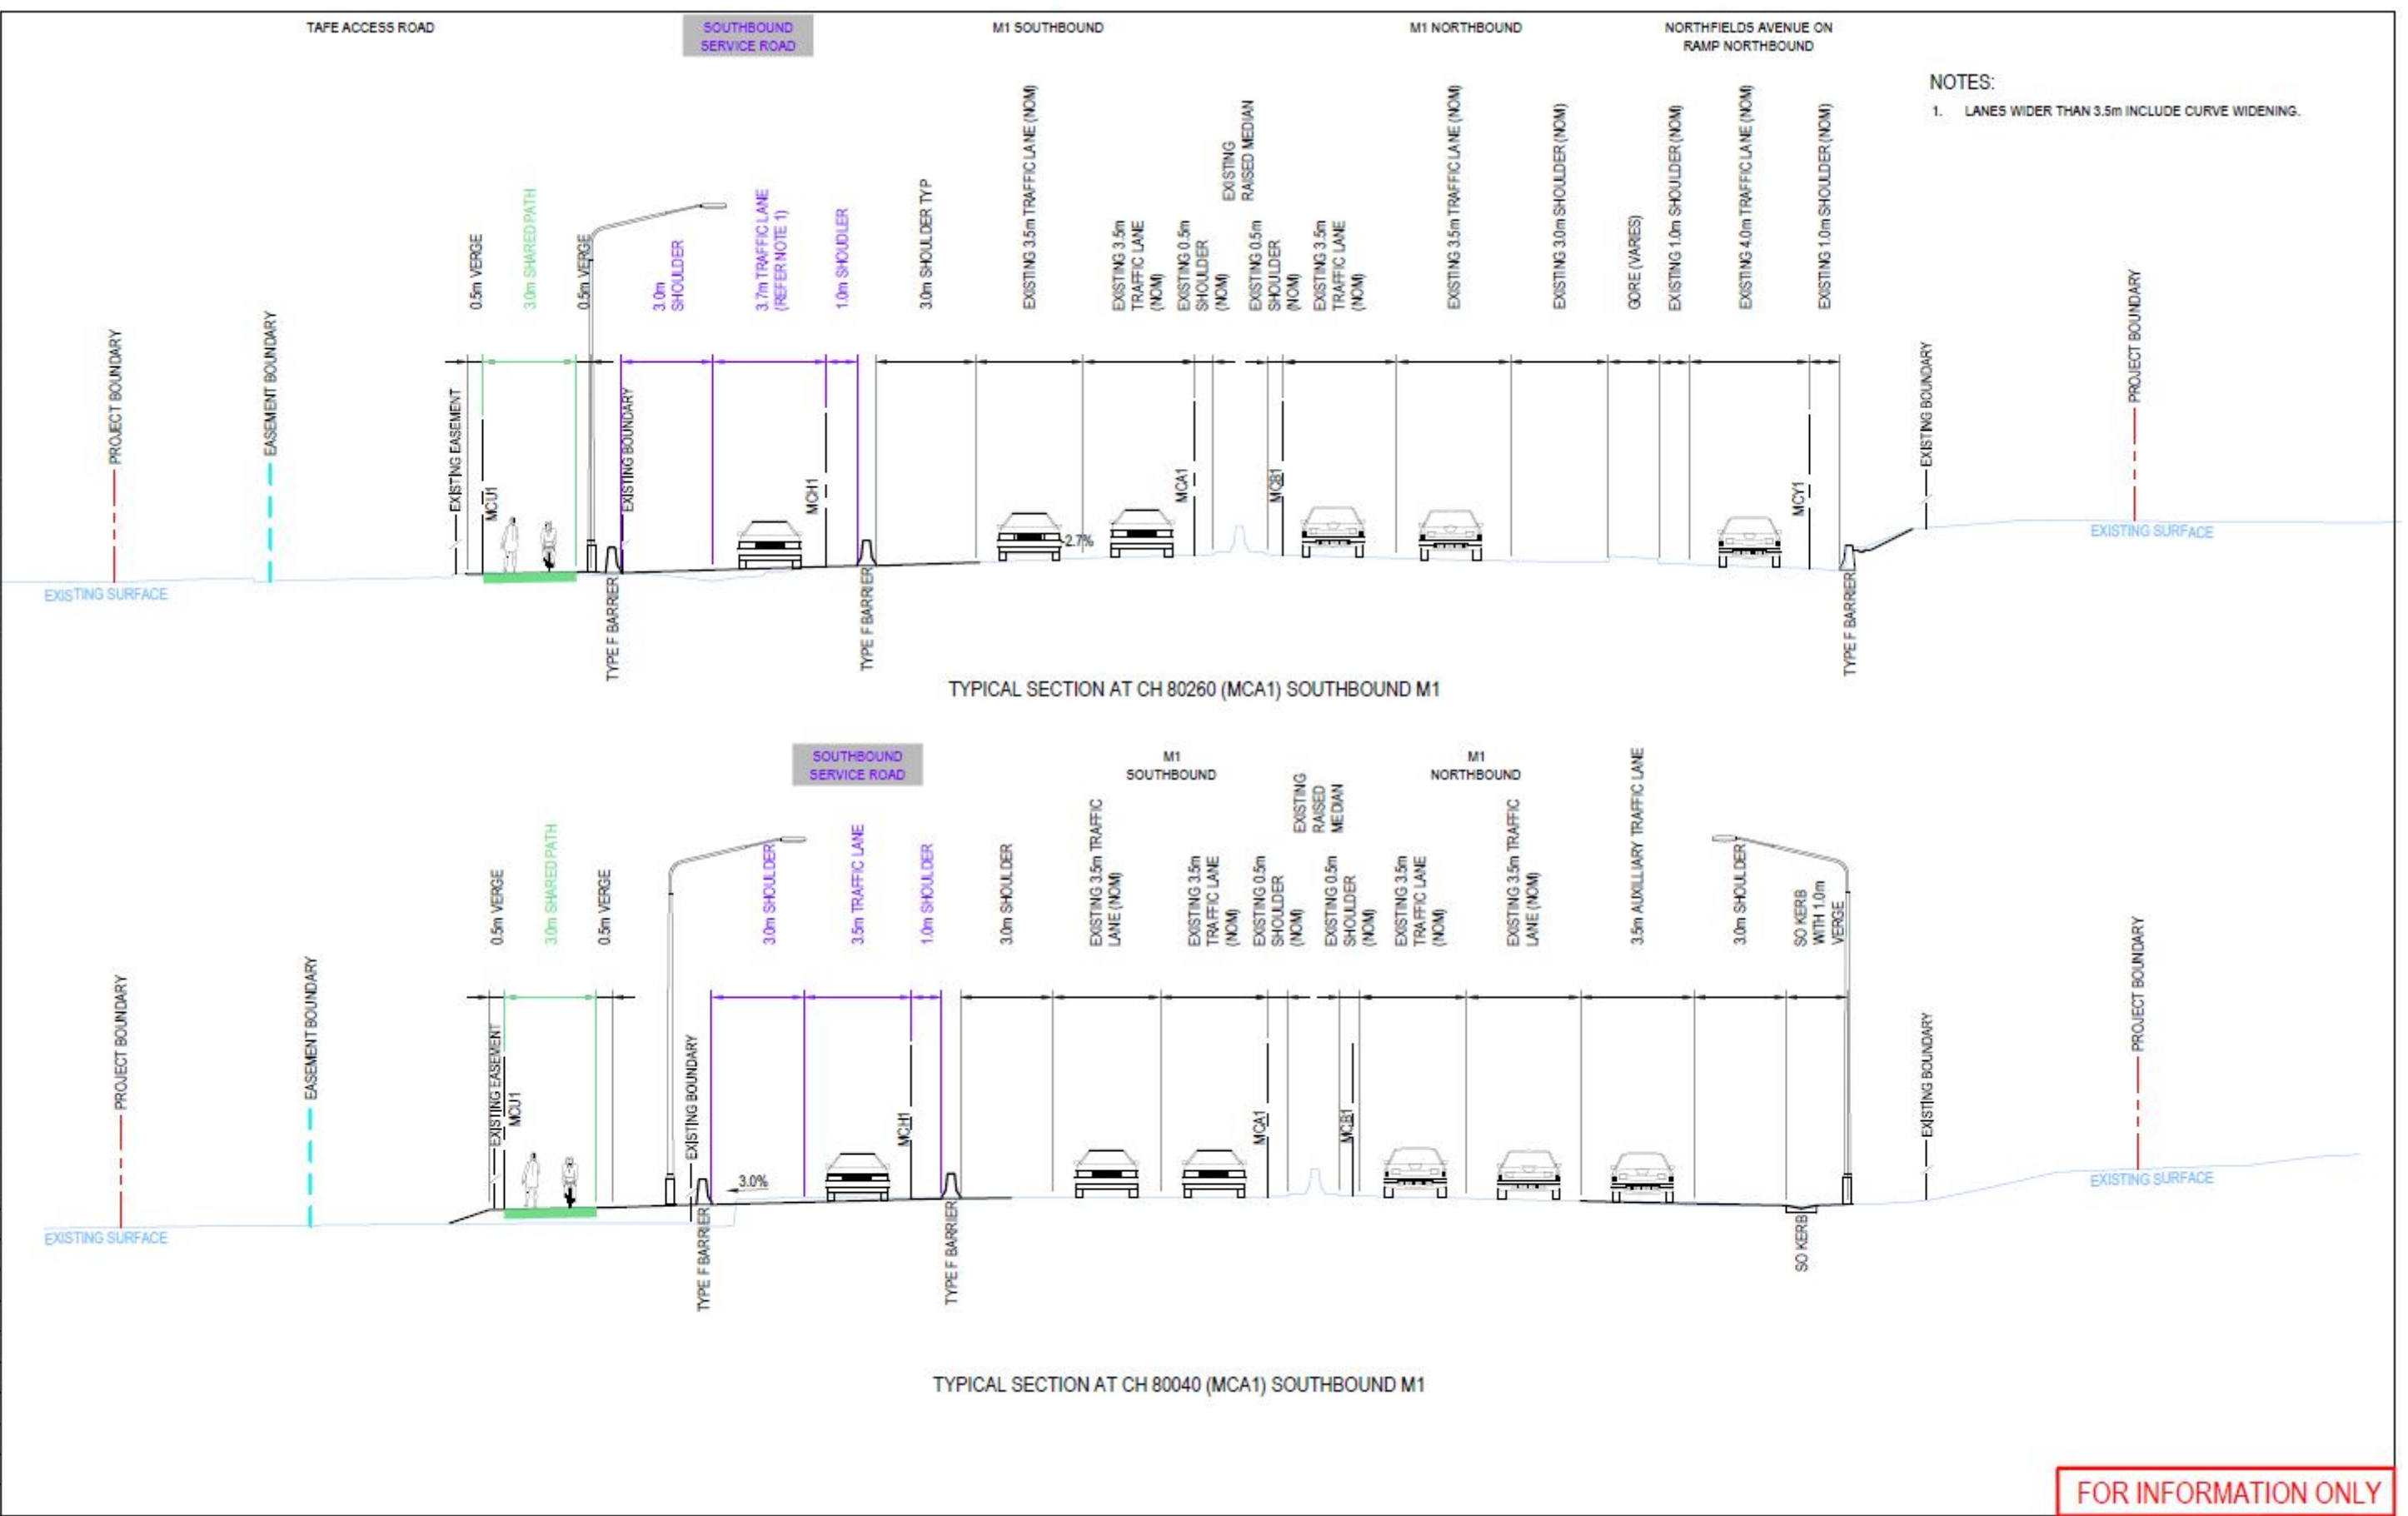 TAFE ACCESS ROAD
SOUTHBOUND
SERVICE ROAD
M1 SOUTHBOUND
M1 NORTHBOUND
NORTHFIELDS AVENUE ON
RAMP NORTHBOUND
NOTES:
1. LANES WIDER THAN 3.5m INCLUDE CURVE WIDENING.
PROJECT BOUNDARY
EASEMENT BOUNDARY
EXISTING EASEMENT
0.5m VERGE
MCU1
3.0m SHARED PATH
0.5m VERGE
EXISTING BOUNDARY
3.0m
SHOULDER
3.7m TRAFFIC LANE
(REFER NOTE 1)
MCH1
1.0m SHOUDLER
3.0m SHOULDER TYP
EXISTING 3.5m TRAFFIC LANE (NOM)
-2.7%
EXISTING 3.5m
TRAFFIC LANE
(NOM)
MCA1
EXISTING 0.5m
SHOULDER
(NOM)
EXISTING
RAISED MEDIAN
EXISTING 0.5m
SHOULDER
(NOM)
MCB1
EXISTING 3.5m
TRAFFIC LANE
(NOM)
EXISTING 3.5m TRAFFIC LANE (NOM)
EXISTING 3.0m SHOULDER (NOM)
GORE (VARIES)
EXISTING 1.0m SHOULDER (NOM)
EXISTING 4.0m TRAFFIC LANE (NOM)
MCY1
EXISTING 1.0m SHOULDER (NOM)
EXISTING BOUNDARY
PROJECT BOUNDARY
EXISTING SURFACE
EXISTING SURFACE
TYPE F BARRIER
TYPE F BARRIER
TYPE F BARRIER
TYPICAL SECTION AT CH 80260 (MCA1) SOUTHBOUND M1
SOUTHBOUND
SERVICE ROAD
M1
SOUTHBOUND
M1
NORTHBOUND
PROJECT BOUNDARY
EASEMENT BOUNDARY
EXISTING EASEMENT
0.5m VERGE
MCU1
3.0m SHARED PATH
0.5m VERGE
EXISTING BOUNDARY
3.0m SHOULDER
3.0%
3.5m TRAFFIC LANE
MCH1
1.0m SHOULDER
3.0m SHOULDER
EXISTING 3.5m TRAFFIC
LANE (NOM)
EXISTING 3.5m
TRAFFIC LANE
(NOM)
MCA1
EXISTING 0.5m
SHOULDER
(NOM)
EXISTING
RAISED
MEDIAN
EXISTING 0.5m
SHOULDER
(NOM)
MCB1
EXISTING 3.5m
TRAFFIC LANE
(NOM)
EXISTING 3.5m TRAFFIC
LANE (NOM)
3.5m AUXILLIARY TRAFFIC LANE
3.0m SHOULDER
SO KERB
WITH 1.0m
VERGE
EXISTING BOUNDARY
PROJECT BOUNDARY
EXISTING SURFACE
EXISTING SURFACE
TYPE F BARRIER
TYPE F BARRIER
SO KERB
TYPICAL SECTION AT CH 80040 (MCA1) SOUTHBOUND M1
FOR INFORMATION ONLY